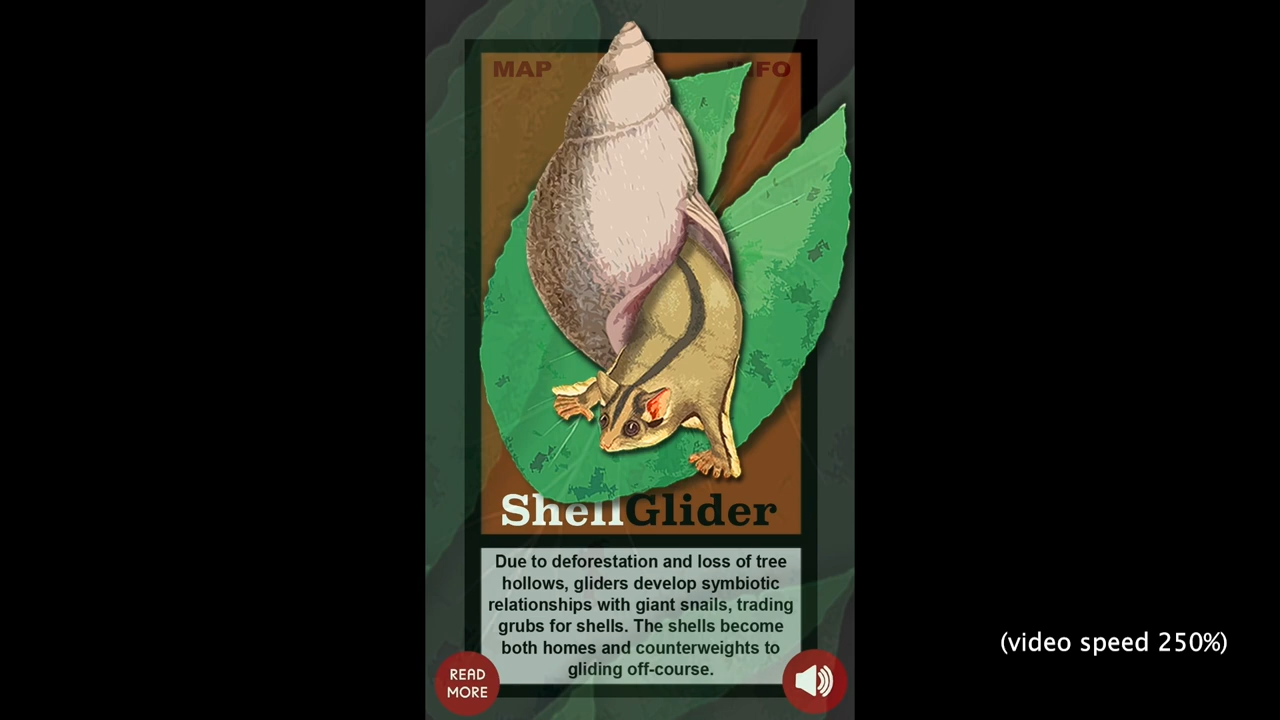 MAP
INFO
ShellGlider
Due to deforestation and loss of tree
hollows, gliders develop symbiotic
relationships with giant snails, trading
grubs for shells. The shells become
both homes and counterweights to
gliding off-course.
READ
MORE
(video speed 250%)